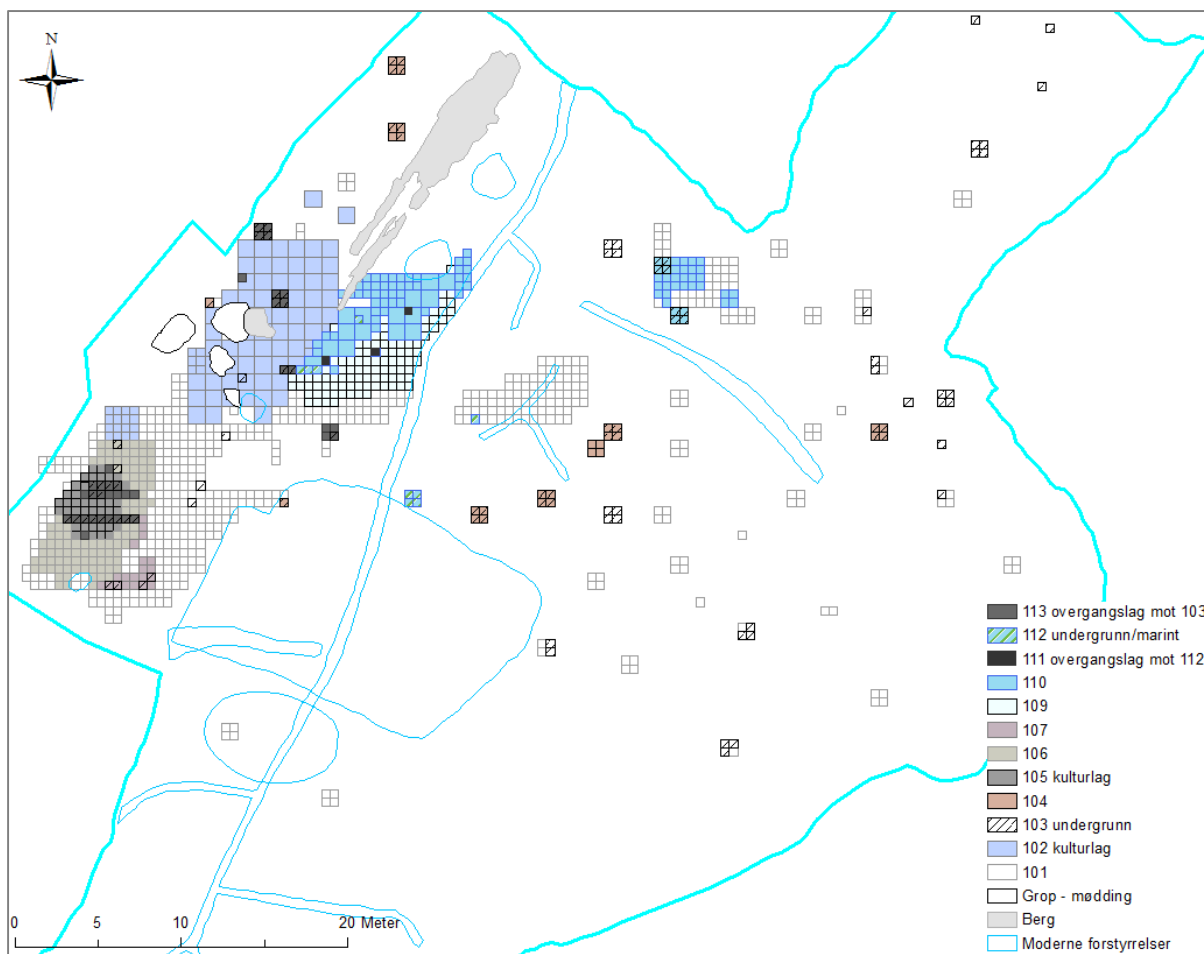 N
113 overgangslag mot 103
112 undergrunn/marint
111 overgangslag mot 112
110
109
107
106
105 kulturlag
104
103 undergrunn
102 kulturlag
101
Grop - mødding
Berg
Moderne forstyrrelser
0 5 10 20 Meter